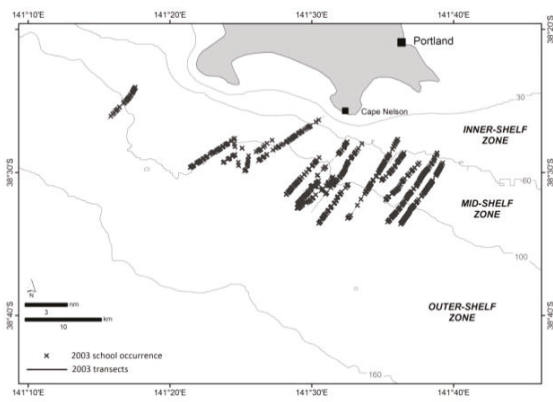 141°10'E 141°20'E 141°30'E 141°40'E
38°20'S
38°20'S
Portland
30
Cape Nelson
INNER-SHELF
ZONE
38°30'S
38°30'S
60
MID-SHELF
ZONE
100
N
nm
3
km
10
OUTER-SHELF
ZONE
38°40'S
38°40'S
2003 school occurrence
2003 transects
160
141°10'E 141°20'E 141°30'E 141°40'E